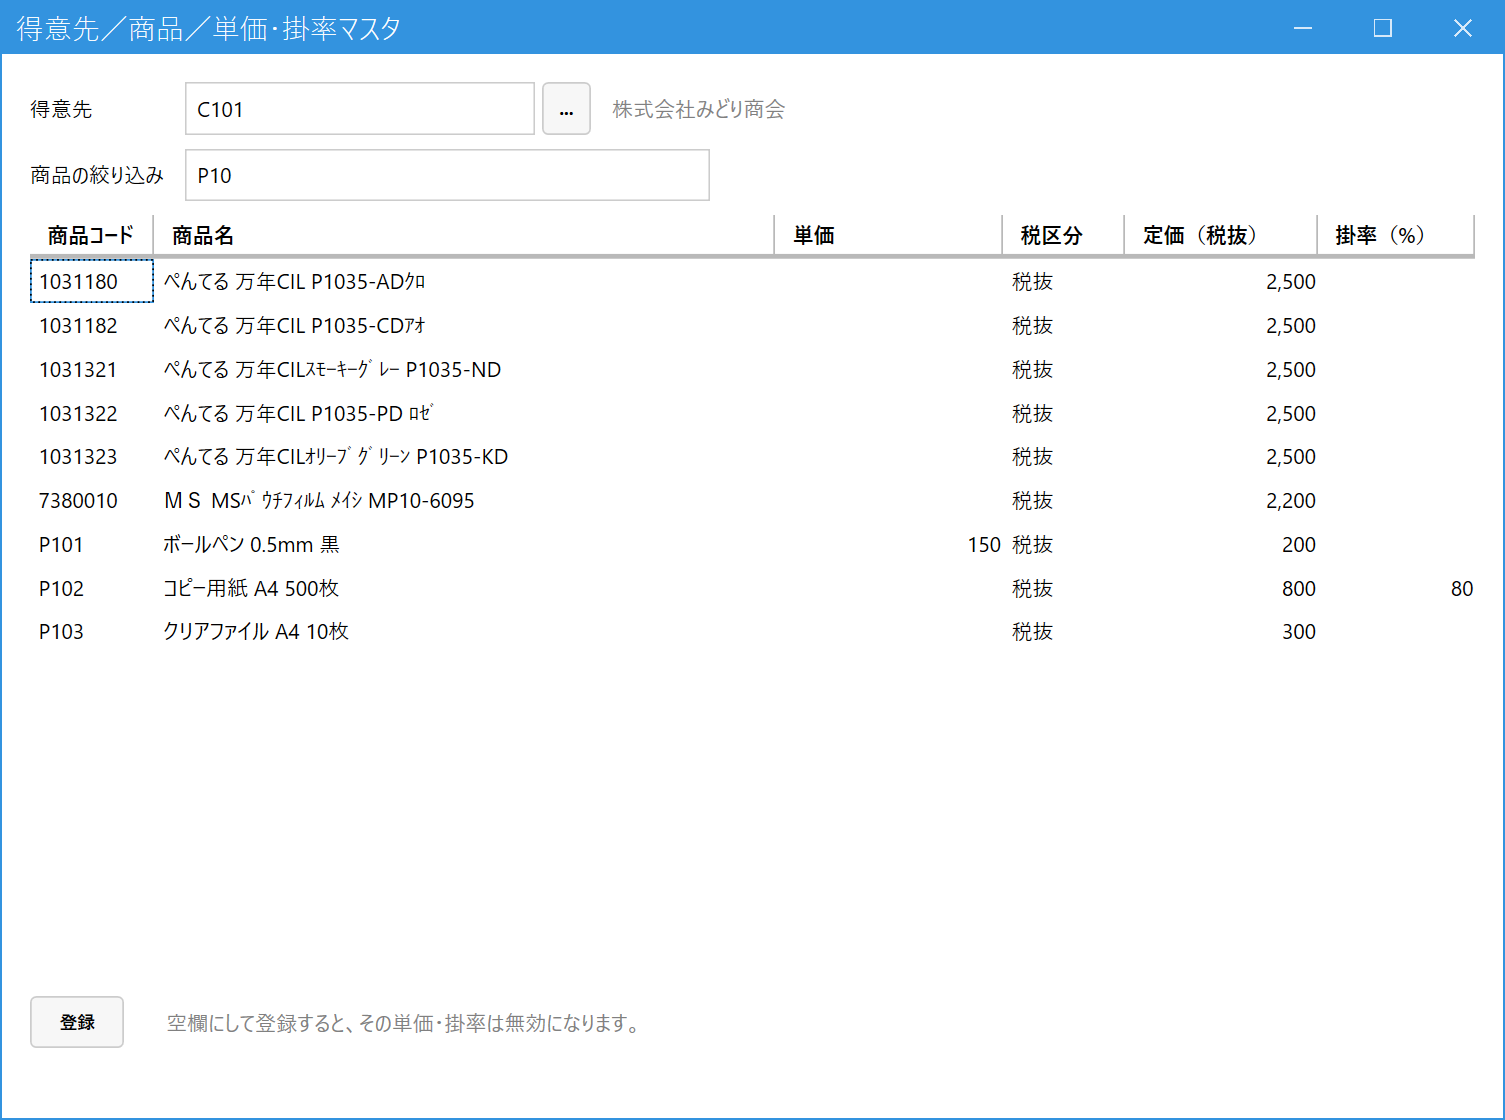 得意先／商品／単価･掛率マスタ
得意先 C101 ... 株式会社みどり商会
商品の絞り込み P10
商品コード 商品名 単価 税区分 定価（税抜） 掛率（%）
1031180 ぺんてる 万年CIL P1035-ADｸﾛ 税抜 2,500
1031182 ぺんてる 万年CIL P1035-CDｱｵ 税抜 2,500
1031321 ぺんてる 万年CILｽﾓｰｷｰｸﾞﾚｰ P1035-ND 税抜 2,500
1031322 ぺんてる 万年CIL P1035-PD ﾛｾﾞ 税抜 2,500
1031323 ぺんてる 万年CILｵﾘｰﾌﾞｸﾞﾘｰﾝ P1035-KD 税抜 2,500
7380010 ＭＳ MSﾊﾟｳﾁﾌｨﾙﾑ ﾒｲｼ MP10-6095 税抜 2,200
P101 ボールペン 0.5mm 黒 150 税抜 200
P102 コピー用紙 A4 500枚 税抜 800 80
P103 クリアファイル A4 10枚 税抜 300
登録 空欄にして登録すると、その単価･掛率は無効になります。